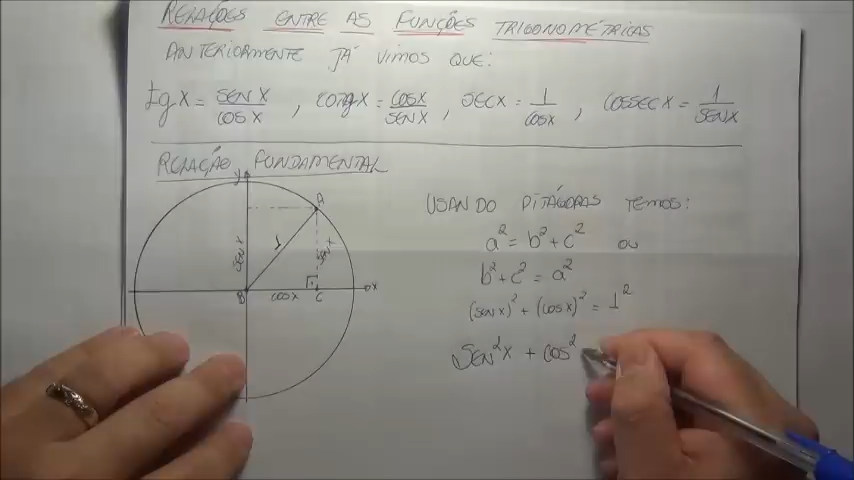 RELAÇÕES ENTRE AS FUNÇÕES TRIGONOMÉTRICAS
ANTERIORMENTE JÁ VIMOS QUE:
tg x = SEN X / COS X , cotg x = COS X / SEN X , SEC X = 1 / COS X , COSSEC X = 1 / SEN X
RELAÇÃO FUNDAMENTAL
y
A
1
SEN X
SEN X
B
COS X
C
X
USANDO PITÁGORAS TEMOS:
a² = b² + c² ou
b² + c² = a²
(SEN X)² + (COS X)² = 1²
SEN²X + COS²